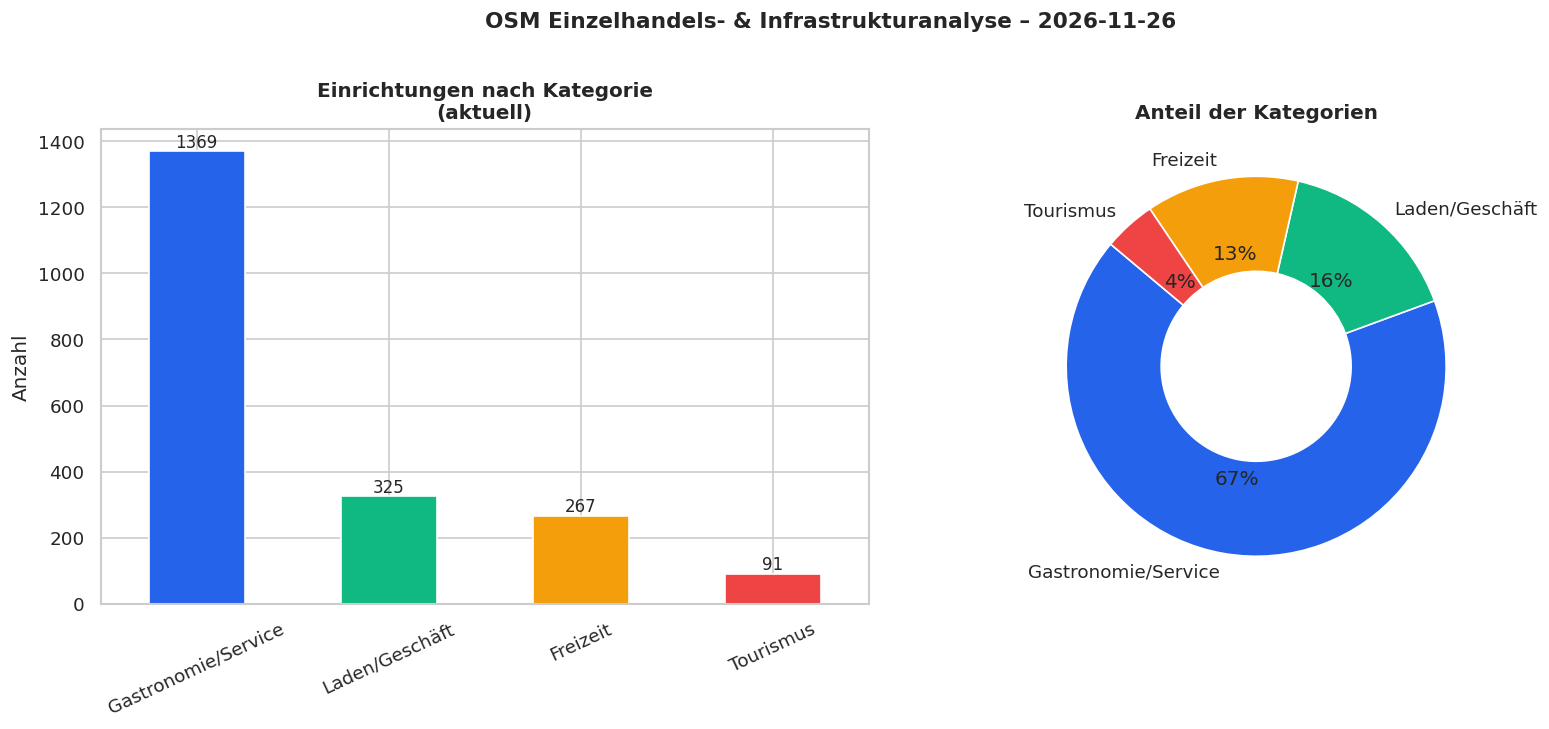 OSM Einzelhandels- & Infrastrukturanalyse – 2026-11-26
Einrichtungen nach Kategorie
(aktuell)
Anzahl
1400
1200
1000
800
600
400
200
0
1369
325
267
91
Gastronomie/Service
Laden/Geschäft
Freizeit
Tourismus
Anteil der Kategorien
Freizeit
Tourismus
Laden/Geschäft
13%
4%
16%
67%
Gastronomie/Service